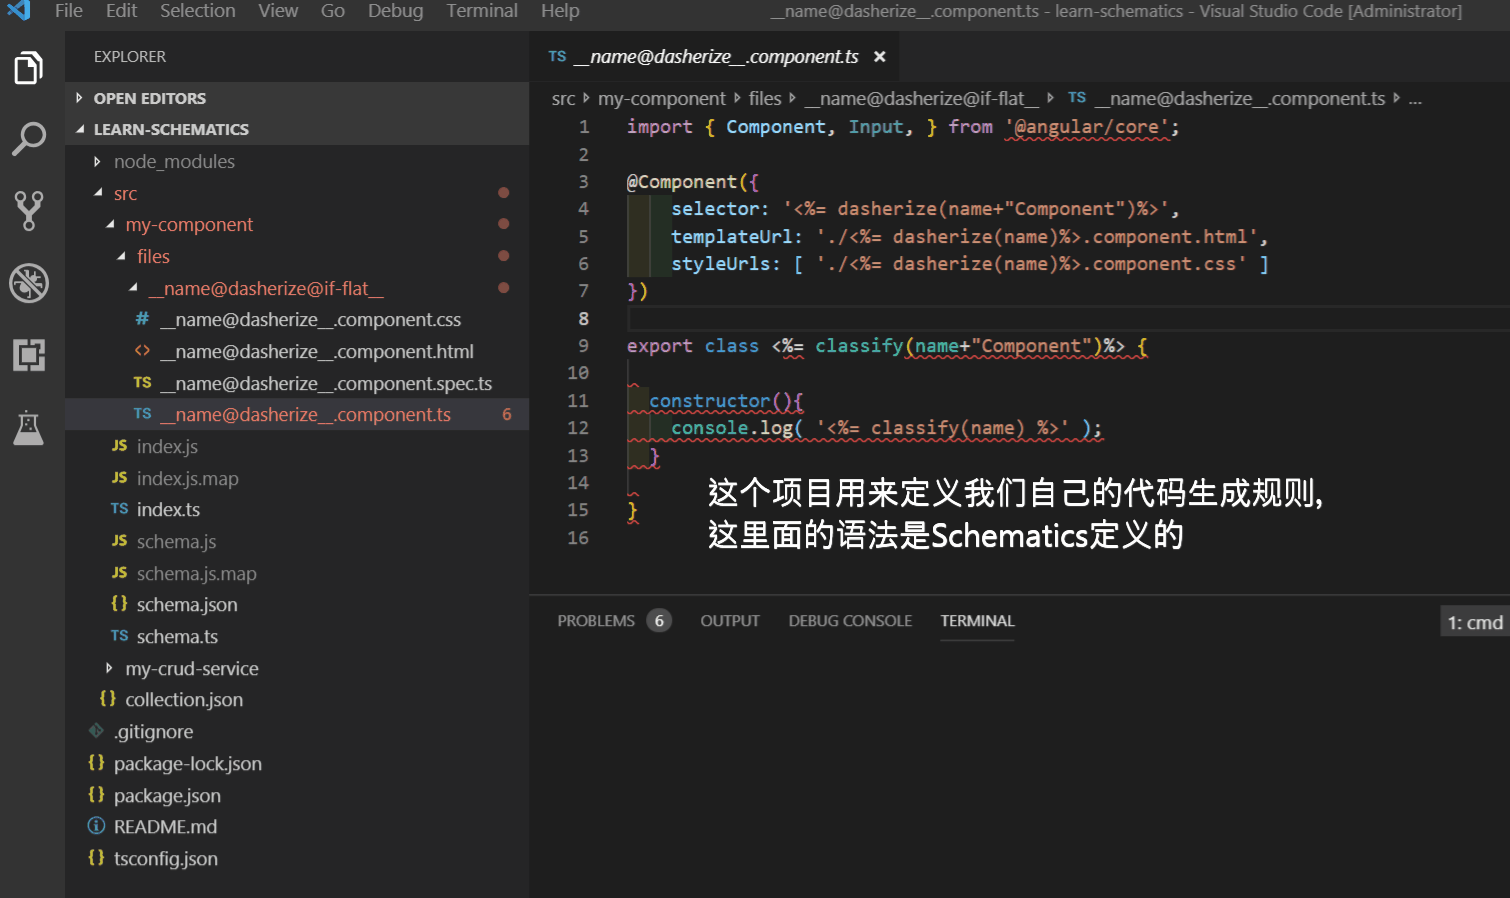 File Edit Selection View Go Debug Terminal Help __name@dasherize__.component.ts - learn-schematics - Visual Studio Code [Administrator]
EXPLORER
OPEN EDITORS
LEARN-SCHEMATICS
node_modules
src
my-component
files
__name@dasherize@if-flat__
# __name@dasherize__.component.css
<> __name@dasherize__.component.html
TS __name@dasherize__.component.spec.ts
TS __name@dasherize__.component.ts 6
JS index.js
JS index.js.map
TS index.ts
JS schema.js
JS schema.js.map
{} schema.json
TS schema.ts
my-crud-service
{} collection.json
.gitignore
{} package-lock.json
{} package.json
README.md
{} tsconfig.json
TS __name@dasherize__.component.ts ×
src my-component files __name@dasherize@if-flat__ TS __name@dasherize__.component.ts ...
1 import { Component, Input, } from '@angular/core';
2
3 @Component({
4 selector: '<%= dasherize(name+"Component")%>',
5 templateUrl: './<%= dasherize(name)%>.component.html',
6 styleUrls: [ './<%= dasherize(name)%>.component.css' ]
7 })
8
9 export class <%= classify(name+"Component")%> {
10
11 constructor(){
12 console.log( '<%= classify(name) %>' );
13 }
14
15 }
16
这个项目用来定义我们自己的代码生成规则,
这里面的语法是Schematics定义的
PROBLEMS 6 OUTPUT DEBUG CONSOLE TERMINAL 1: cmd